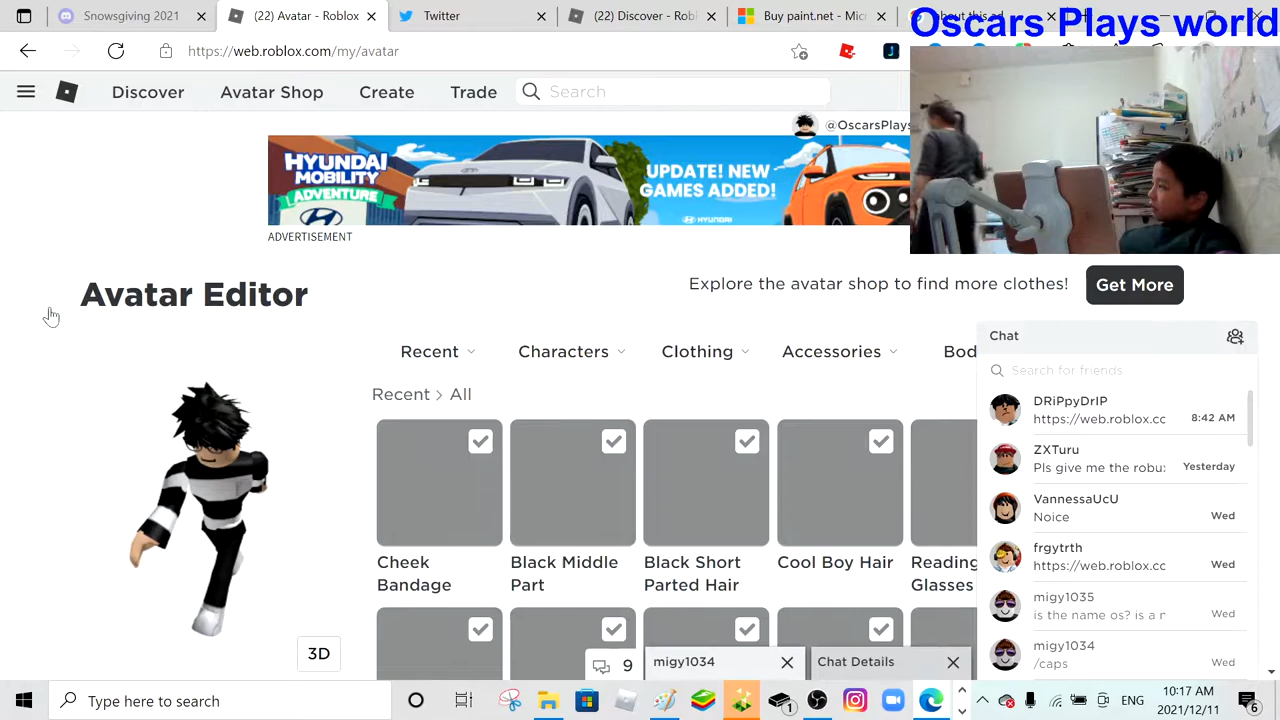 Snowsgiving 2021
(22) Avatar - Roblox
Twitter
(22) Discover - Robl
Buy paint.net - Micr
About this ad
Oscars Plays world
https://web.roblox.com/my/avatar
Discover
Avatar Shop
Create
Trade
Search
@OscarsPlays
HYUNDAI
MOBILITY
ADVENTURE
UPDATE! NEW
GAMES ADDED!
HYUNDAI
ADVERTISEMENT
Avatar Editor
Explore the avatar shop to find more clothes!
Get More
Recent
Characters
Clothing
Accessories
Bod
Recent > All
Cheek
Bandage
Black Middle
Part
Black Short
Parted Hair
Cool Boy Hair
Reading
Glasses
3D
Chat
Search for friends
DRiPpyDrIP
https://web.roblox.cc
8:42 AM
ZXTuru
Pls give me the robu:
Yesterday
VannessaUcU
Noice
Wed
frgytrth
https://web.roblox.cc
Wed
migy1035
is the name os? is a r
Wed
migy1034
/caps
Wed
9
migy1034
Chat Details
Type here to search
1
ENG
10:17 AM
2021/12/11
6